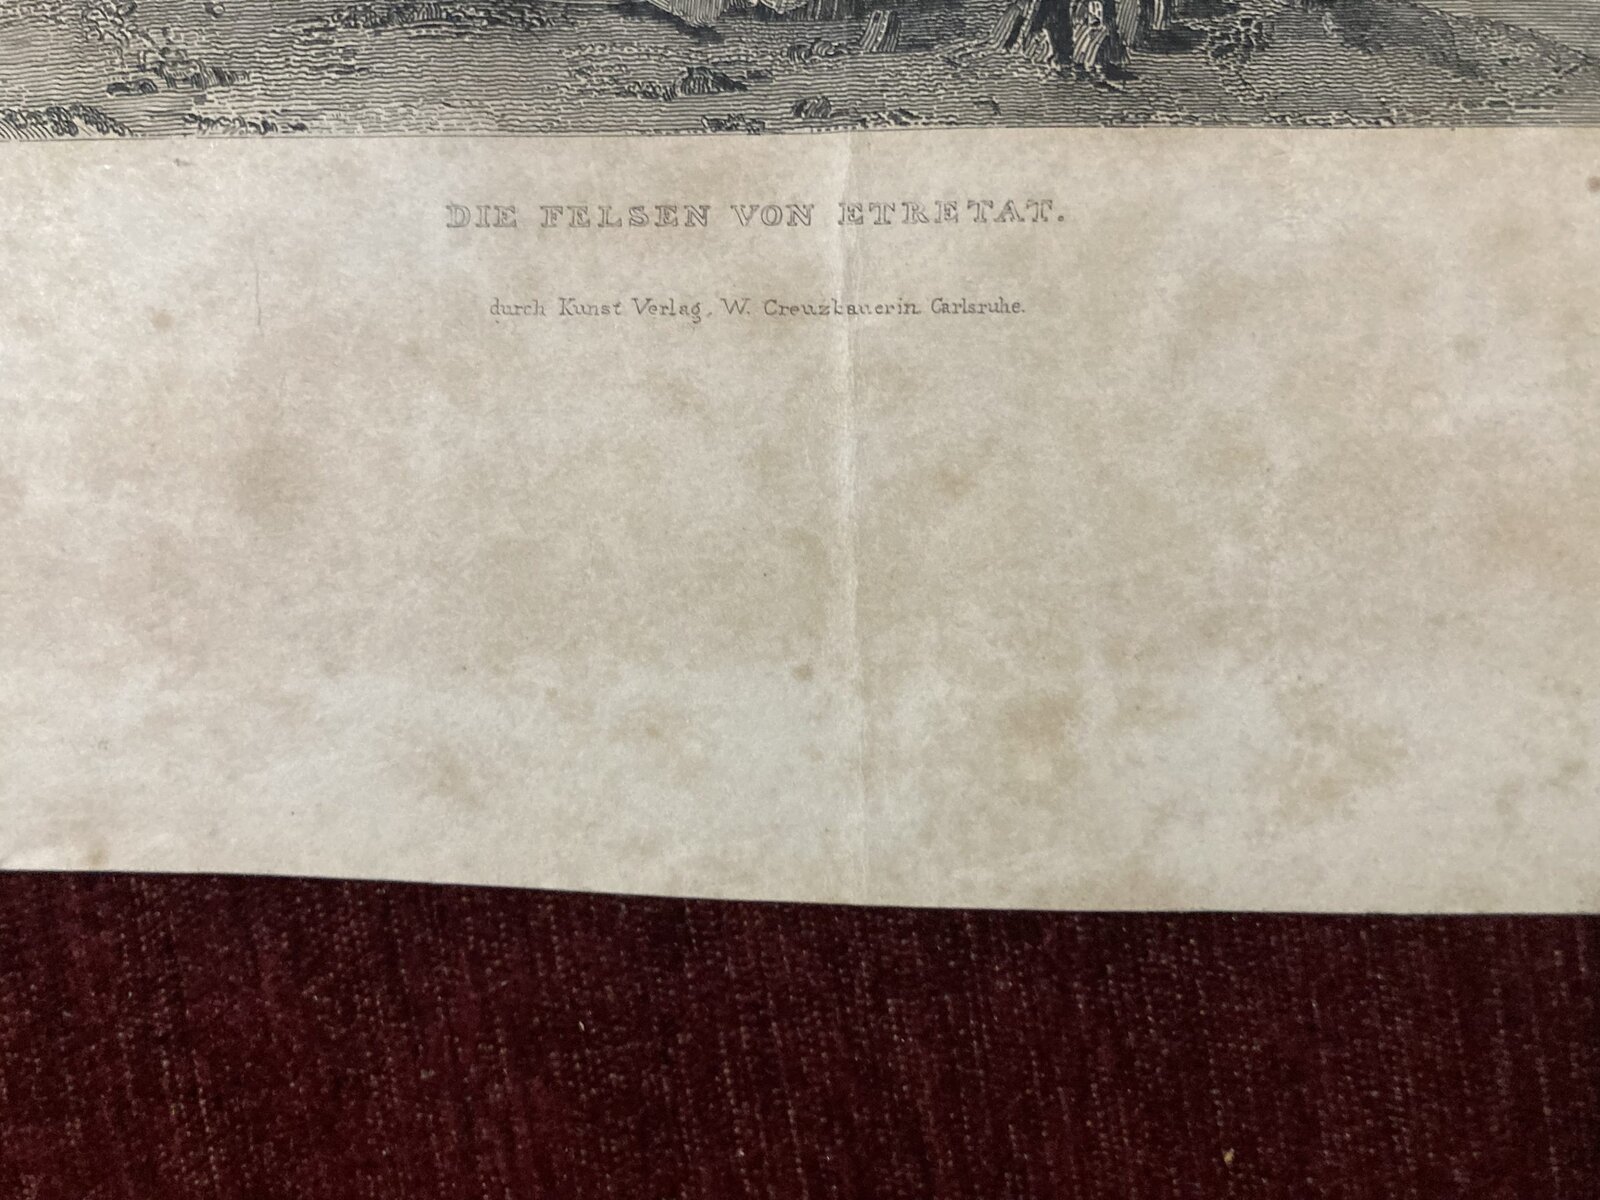 DIE FELSEN VON ETRETAT.
durch Kunst Verlag, W. Creuzbauer in Carlsruhe.